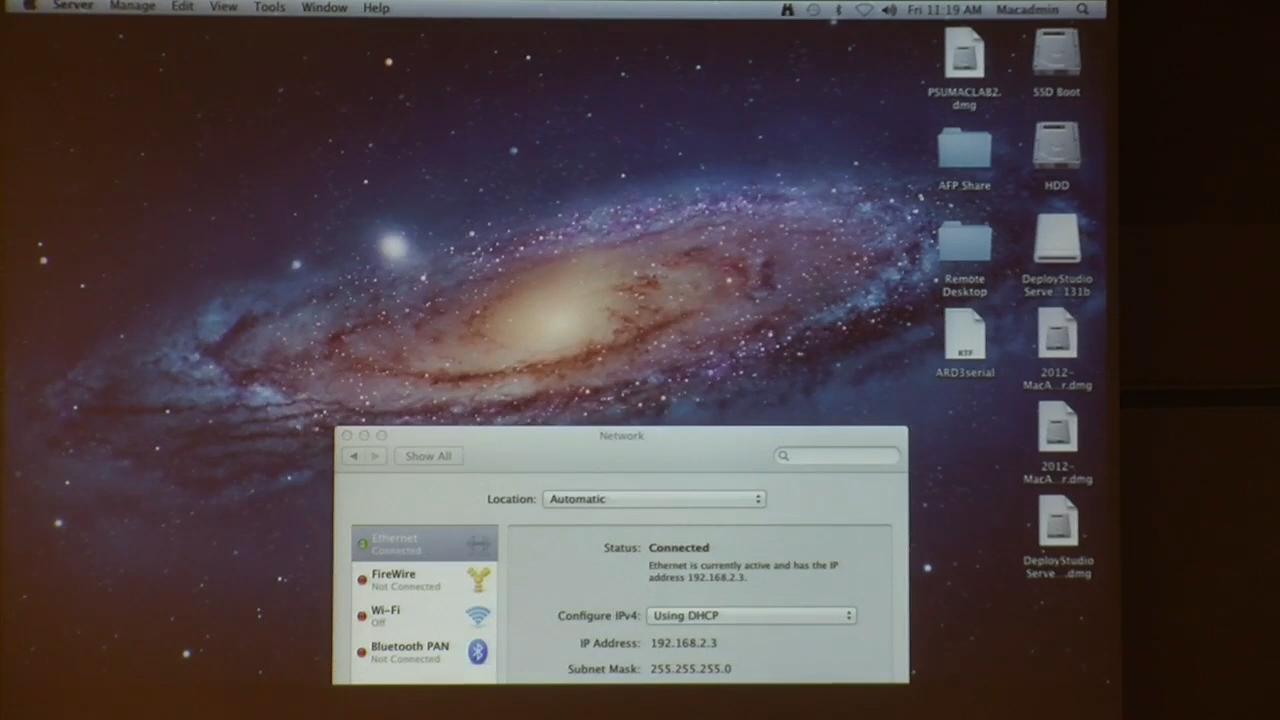 Server Manage Edit View Tools Window Help
Fri 11:19 AM Macadmin
PSUMACLAB2.
dmg
SSD Boot
AFP Share
HDD
Remote
Desktop
DeployStudio
Serve...131b
RTF
ARD3serial
2012-
MacA...r.dmg
2012-
MacA...r.dmg
DeployStudio
Serve....dmg
Network
Show All
Location: Automatic
Ethernet
Connected
FireWire
Not Connected
Wi-Fi
Off
Bluetooth PAN
Not Connected
Status: Connected
Ethernet is currently active and has the IP
address 192.168.2.3.
Configure IPv4: Using DHCP
IP Address: 192.168.2.3
Subnet Mask: 255.255.255.0